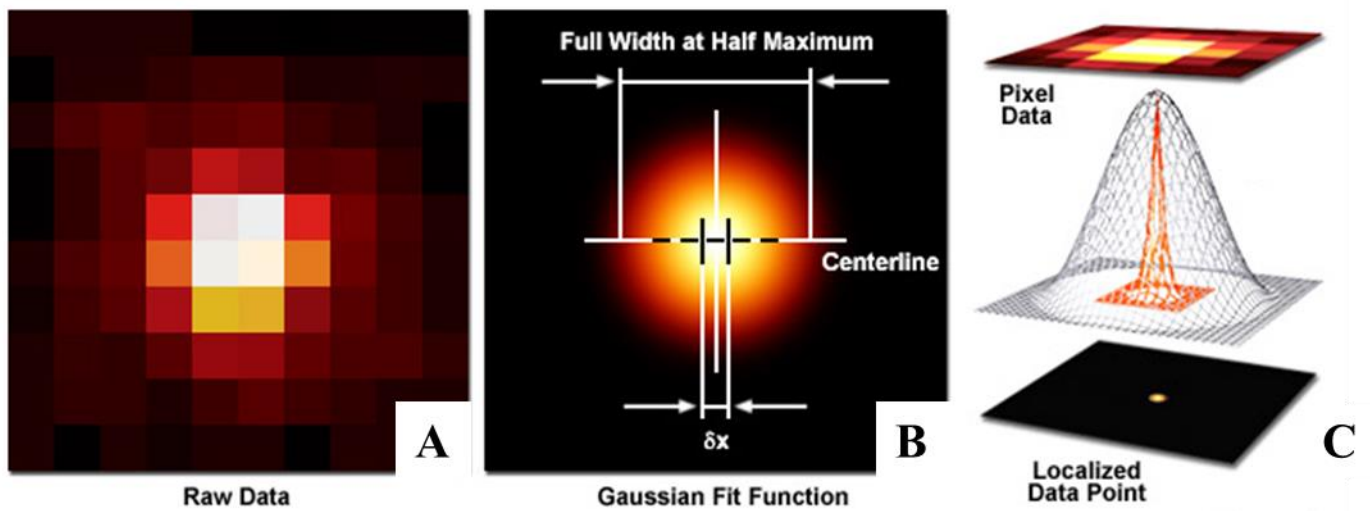 A
Raw Data
Full Width at Half Maximum
Centerline
δx
B
Gaussian Fit Function
Pixel
Data
C
Localized
Data Point